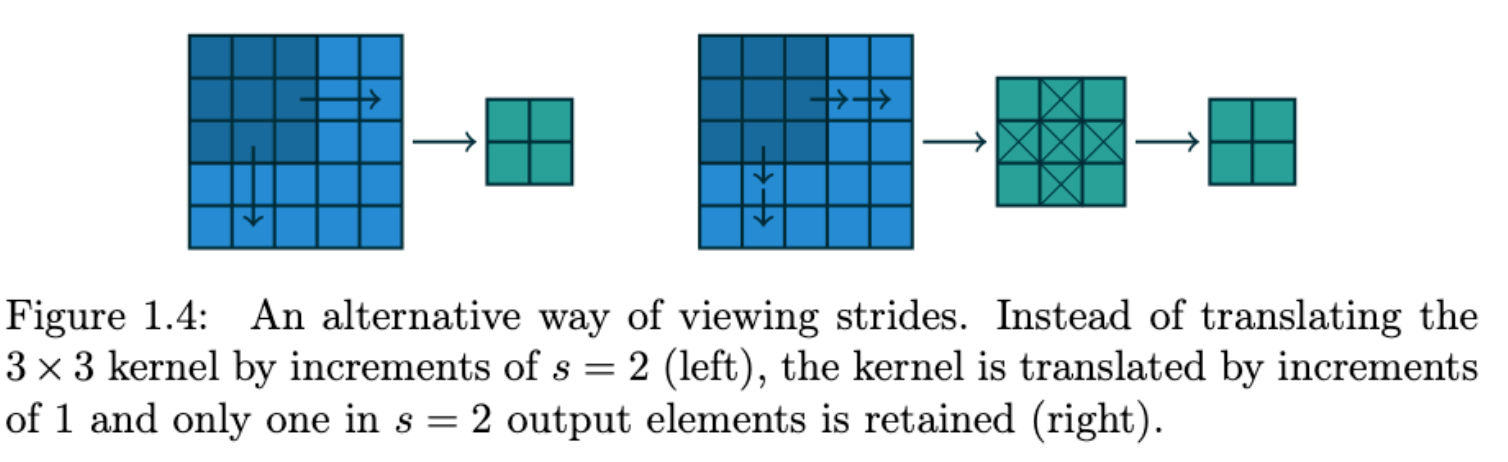 Figure 1.4: An alternative way of viewing strides. Instead of translating the
3 × 3 kernel by increments of s = 2 (left), the kernel is translated by increments
of 1 and only one in s = 2 output elements is retained (right).